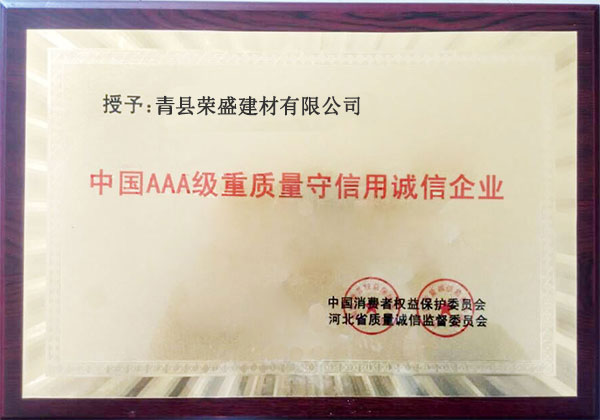 授予:青县荣盛建材有限公司
中国AAA级重质量守信用诚信企业
中国消费者权益保护委员会
河北省质量诚信监督委员会